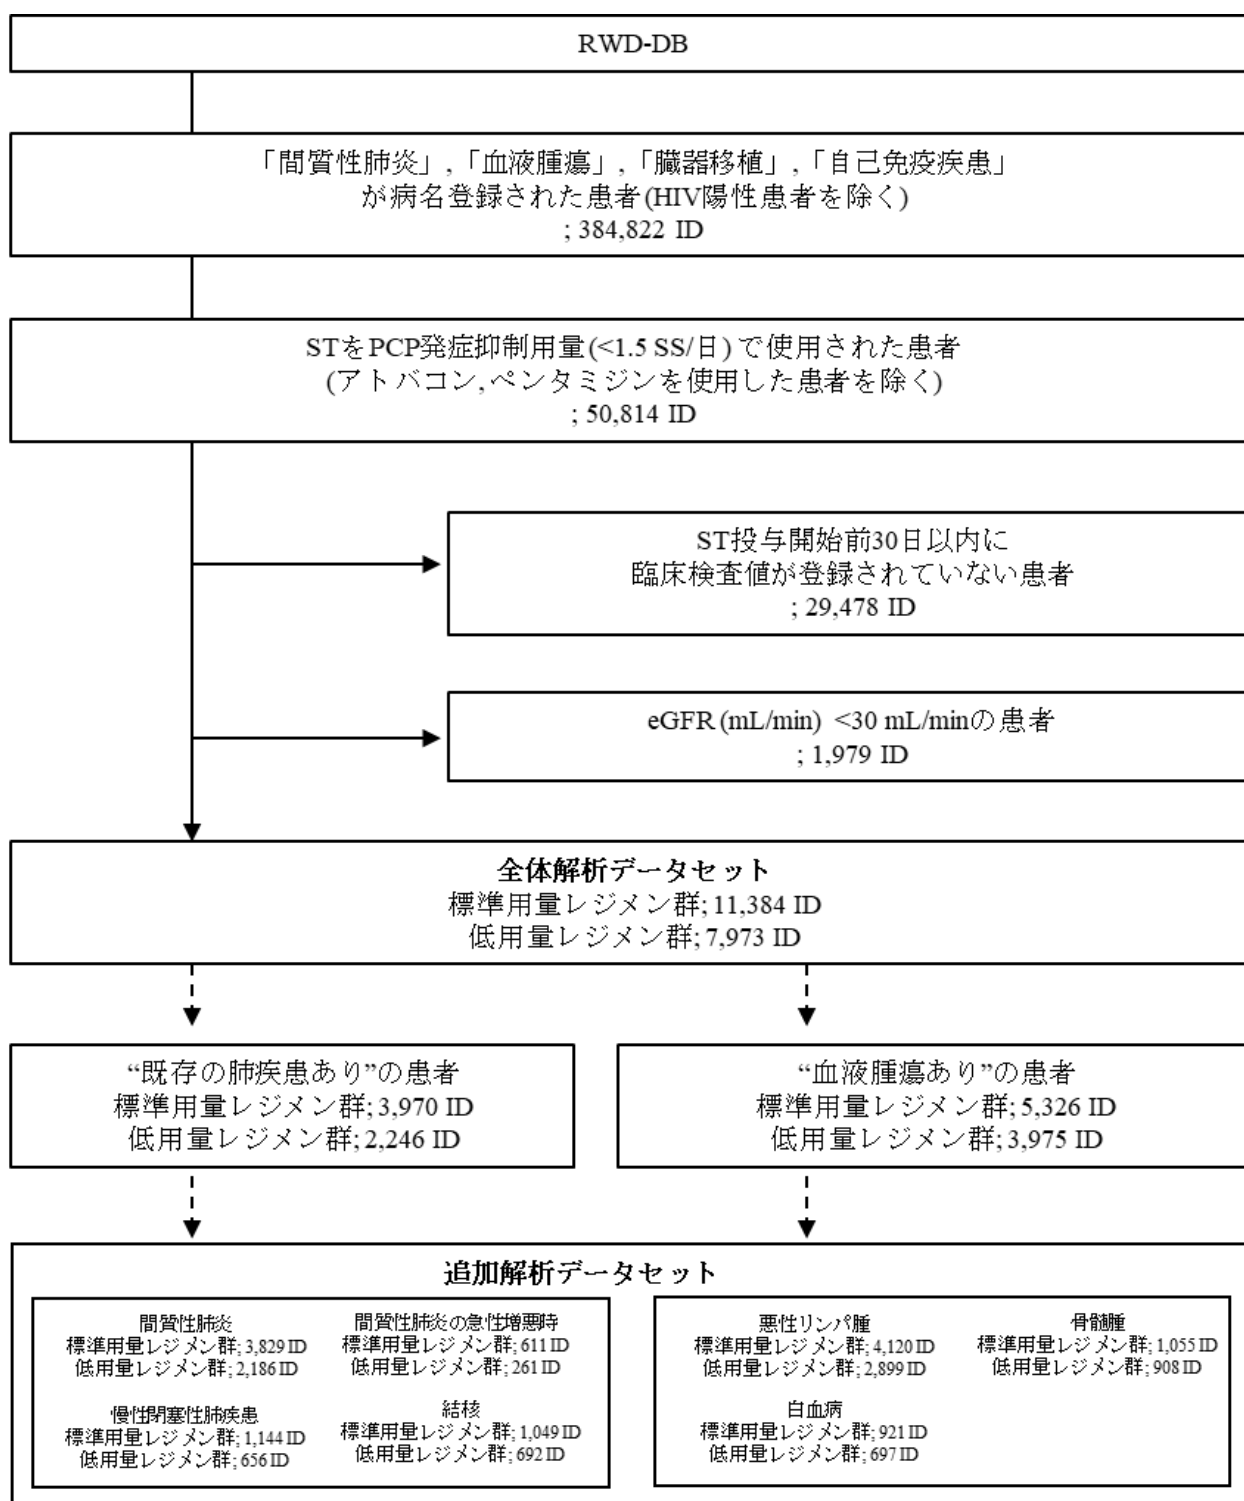 RWD-DB
「間質性肺炎」,「血液腫瘍」,「臓器移植」,「自己免疫疾患」
が病名登録された患者(HIV陽性患者を除く)
; 384,822 ID
STをPCP発症抑制用量(<1.5 SS/日)で使用された患者
(アトバコン,ペンタミジンを使用した患者を除く)
; 50,814 ID
ST投与開始前30日以内に
臨床検査値が登録されていない患者
; 29,478 ID
eGFR (mL/min) <30 mL/minの患者
; 1,979 ID
全体解析データセット
標準用量レジメン群; 11,384 ID
低用量レジメン群; 7,973 ID
“既存の肺疾患あり”の患者
標準用量レジメン群; 3,970 ID
低用量レジメン群; 2,246 ID
“血液腫瘍あり”の患者
標準用量レジメン群; 5,326 ID
低用量レジメン群; 3,975 ID
追加解析データセット
間質性肺炎
標準用量レジメン群; 3,829 ID
低用量レジメン群; 2,186 ID
間質性肺炎の急性増悪時
標準用量レジメン群; 611 ID
低用量レジメン群; 261 ID
慢性閉塞性肺疾患
標準用量レジメン群; 1,144 ID
低用量レジメン群; 656 ID
結核
標準用量レジメン群; 1,049 ID
低用量レジメン群; 692 ID
悪性リンパ腫
標準用量レジメン群; 4,120 ID
低用量レジメン群; 2,899 ID
骨髄腫
標準用量レジメン群; 1,055 ID
低用量レジメン群; 908 ID
白血病
標準用量レジメン群; 921 ID
低用量レジメン群; 697 ID